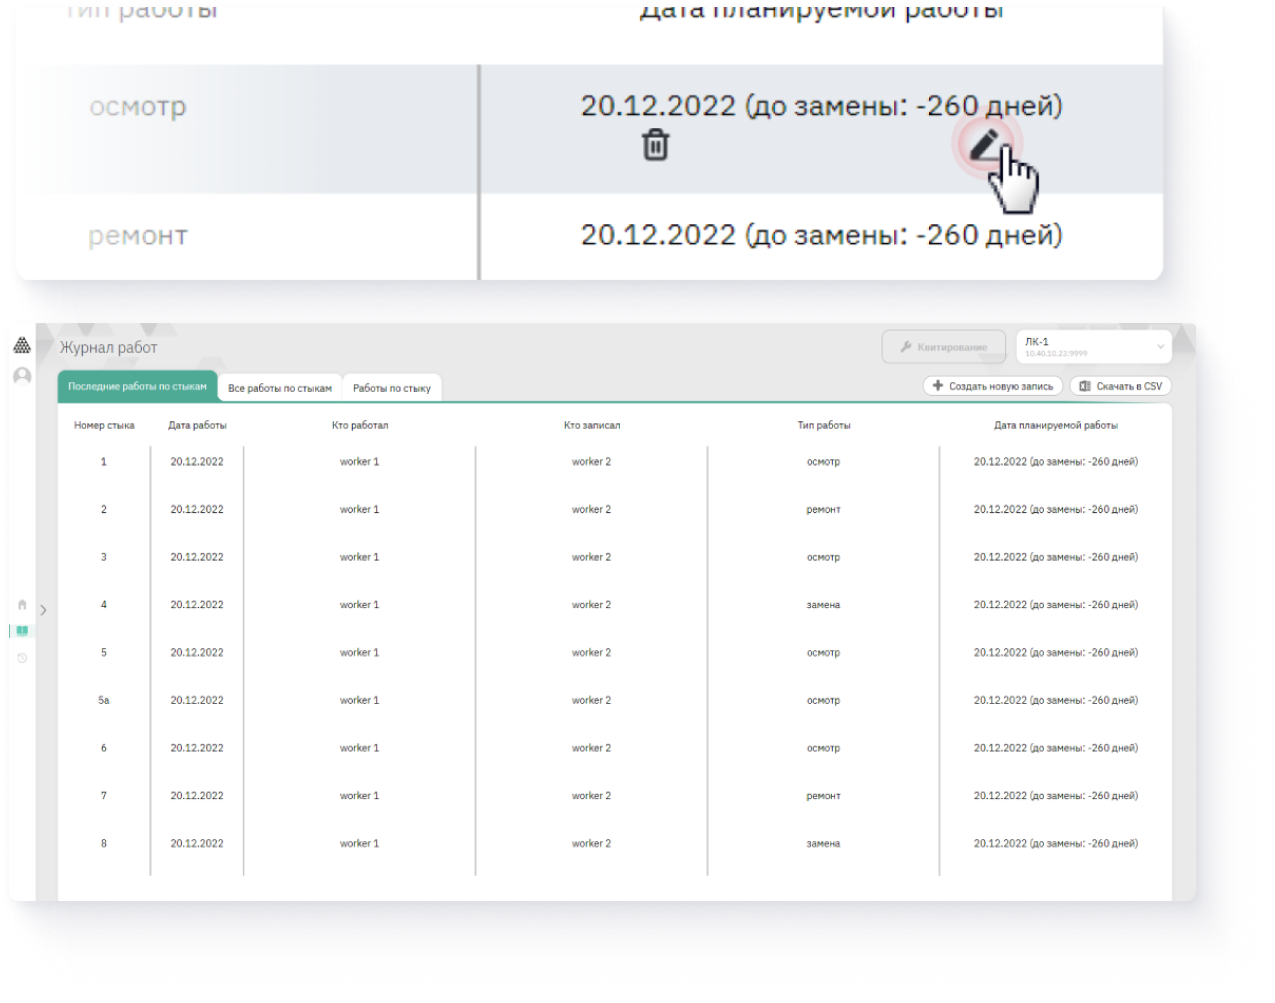 Тип работы Дата планируемой работы
осмотр 20.12.2022 (до замены: -260 дней)
ремонт 20.12.2022 (до замены: -260 дней)
Журнал работ
Квитирование
ЛК-1
10.40.10.23:9999
Последние работы по стыкам Все работы по стыкам Работы по стыку
Создать новую запись Скачать в CSV
Номер стыка Дата работы Кто работал Кто записал Тип работы Дата планируемой работы
1 20.12.2022 worker 1 worker 2 осмотр 20.12.2022 (до замены: -260 дней)
2 20.12.2022 worker 1 worker 2 ремонт 20.12.2022 (до замены: -260 дней)
3 20.12.2022 worker 1 worker 2 осмотр 20.12.2022 (до замены: -260 дней)
4 20.12.2022 worker 1 worker 2 замена 20.12.2022 (до замены: -260 дней)
5 20.12.2022 worker 1 worker 2 осмотр 20.12.2022 (до замены: -260 дней)
5а 20.12.2022 worker 1 worker 2 осмотр 20.12.2022 (до замены: -260 дней)
6 20.12.2022 worker 1 worker 2 осмотр 20.12.2022 (до замены: -260 дней)
7 20.12.2022 worker 1 worker 2 ремонт 20.12.2022 (до замены: -260 дней)
8 20.12.2022 worker 1 worker 2 замена 20.12.2022 (до замены: -260 дней)